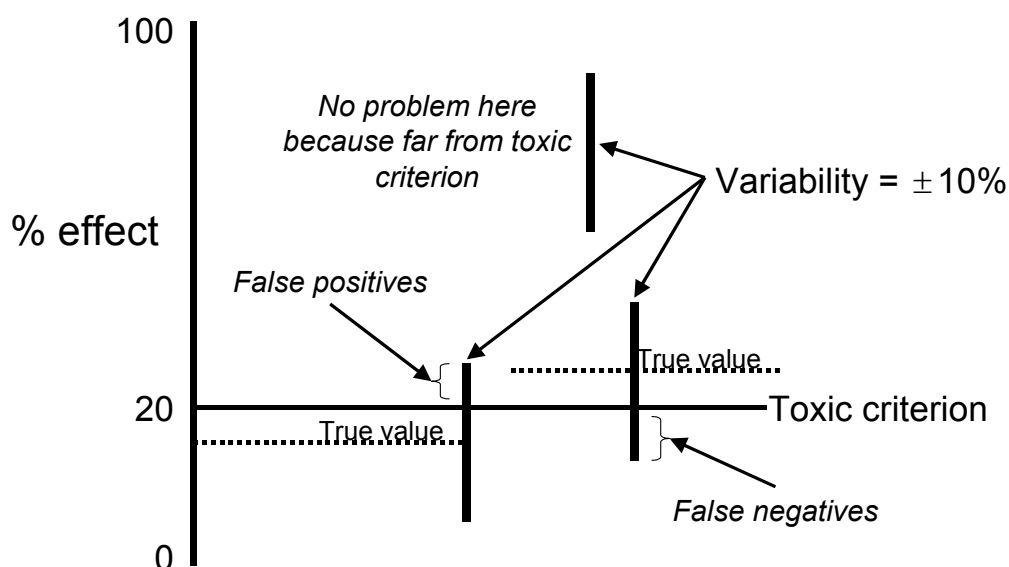 100
No problem here
because far from toxic
criterion
Variability = ±10%
% effect
False positives
True value
20
Toxic criterion
True value
False negatives
0